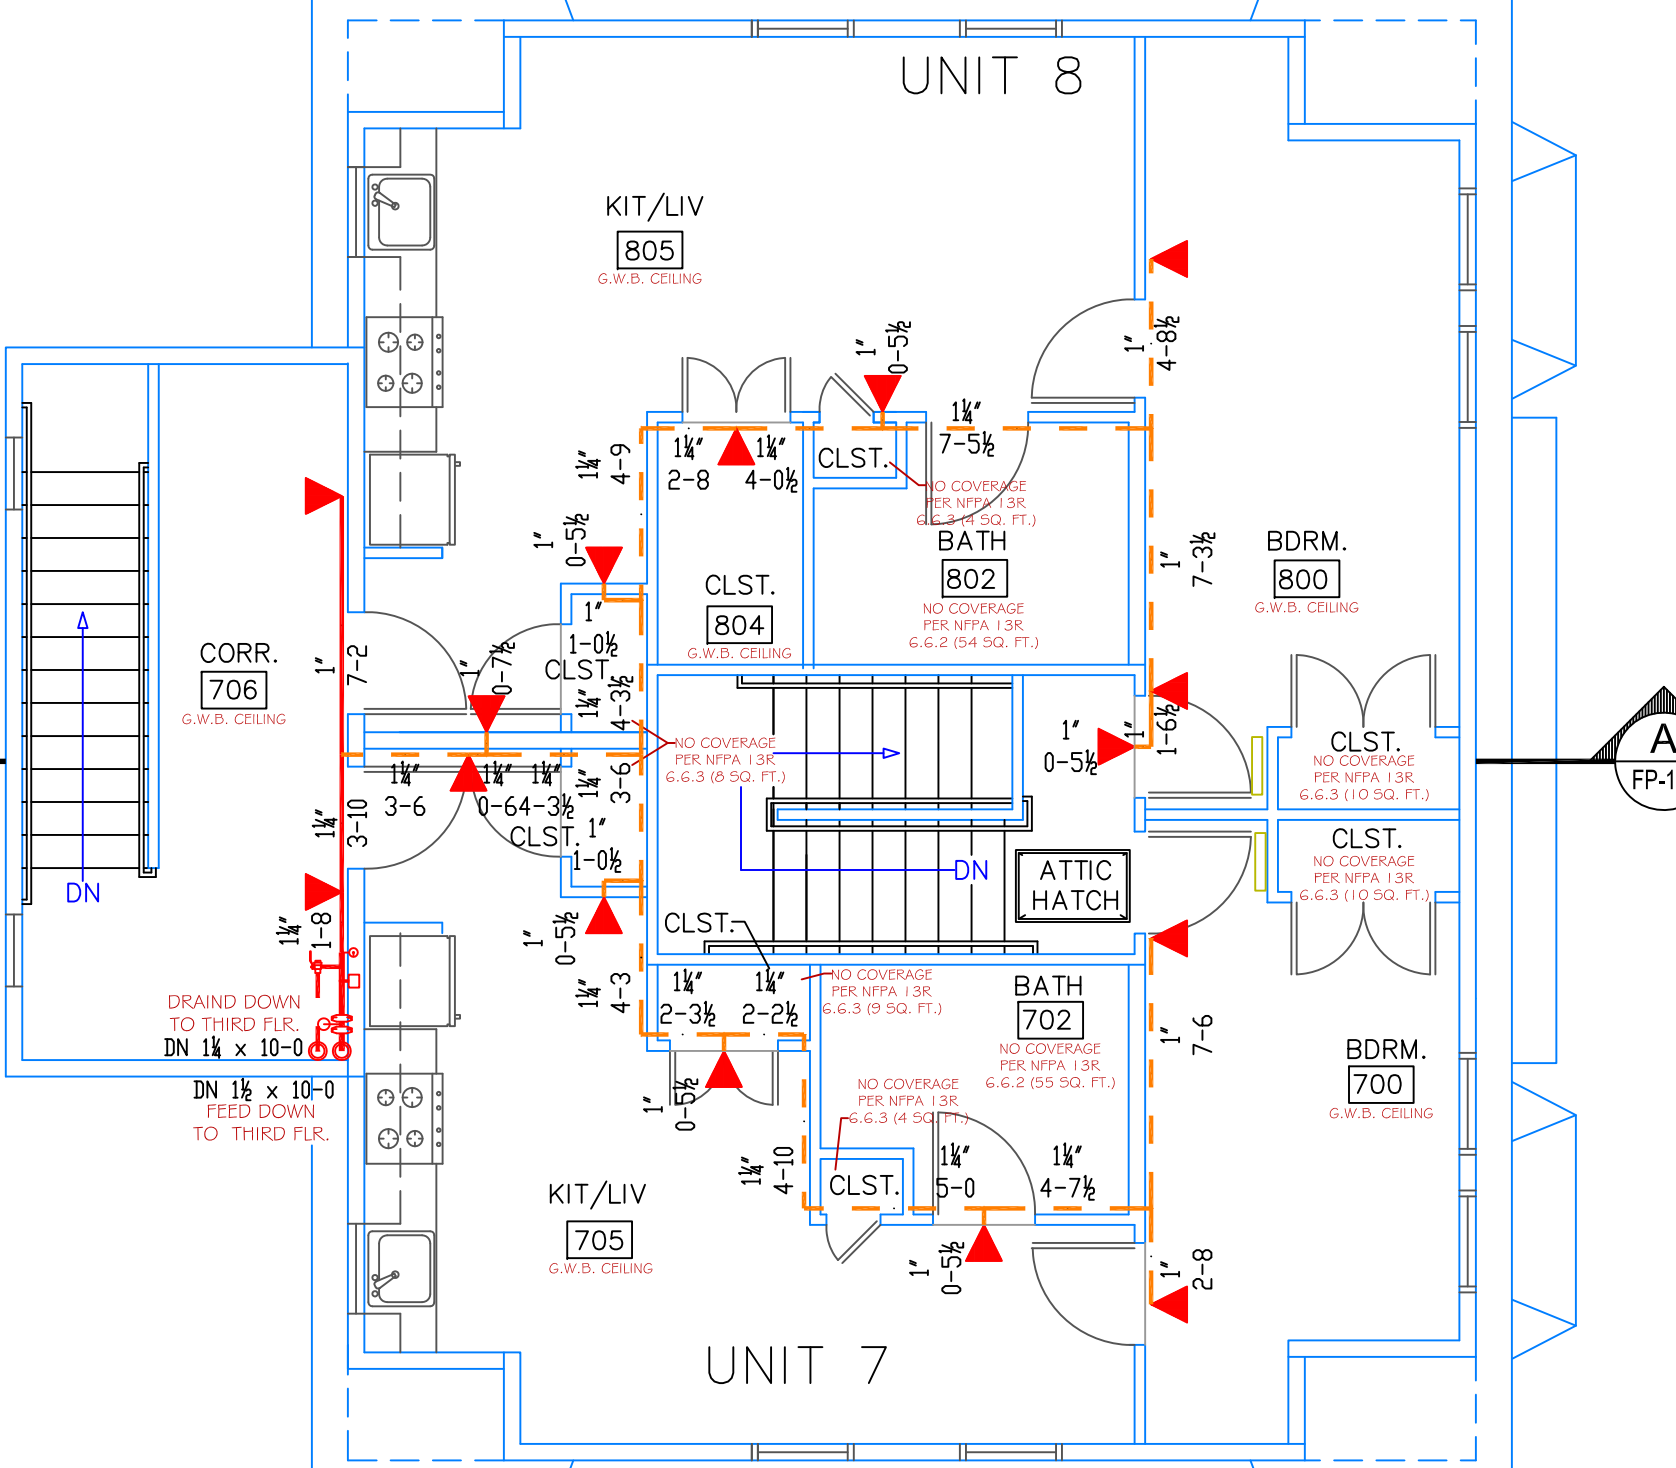 UNIT 8
KIT/LIV
805
G.W.B. CEILING
1"
0-5½
1"
4-8½
1¼"
7-5½
1¼"
4-9
1¼"
2-8
1¼"
4-0½
CLST.
NO COVERAGE
PER NFPA 13R
6.6.3 (4 SQ. FT.)
1"
0-5½
BATH
802
NO COVERAGE
PER NFPA 13R
6.6.2 (54 SQ. FT.)
1"
7-3½
BDRM.
800
G.W.B. CEILING
CLST.
804
G.W.B. CEILING
1"
1-0½
CLST.
1"
0-7½
CORR.
706
G.W.B. CEILING
1"
7-2
1¼"
4-3½
NO COVERAGE
PER NFPA 13R
6.6.3 (8 SQ. FT.)
1"
0-5½
1"
1-6½
CLST.
NO COVERAGE
PER NFPA 13R
6.6.3 (10 SQ. FT.)
A
FP-1
1¼"
3-6
1¼"
0-6
1¼"
4-3½
1¼"
3-6
1¼"
3-10
CLST.
1"
1-0½
CLST.
NO COVERAGE
PER NFPA 13R
6.6.3 (10 SQ. FT.)
DN
DN
ATTIC
HATCH
1¼"
1-8
1"
0-5½
CLST.
1¼"
4-3
1¼"
2-3½
1¼"
2-2½
NO COVERAGE
PER NFPA 13R
6.6.3 (9 SQ. FT.)
BATH
702
NO COVERAGE
PER NFPA 13R
6.6.2 (55 SQ. FT.)
1"
7-6
BDRM.
700
G.W.B. CEILING
DRAIND DOWN
TO THIRD FLR.
DN 1¼ x 10-0
DN 1½ x 10-0
FEED DOWN
TO THIRD FLR.
1"
0-5½
NO COVERAGE
PER NFPA 13R
6.6.3 (4 SQ. FT.)
1¼"
4-10
CLST.
1¼"
5-0
1¼"
4-7½
KIT/LIV
705
G.W.B. CEILING
1"
0-5½
1"
2-8
UNIT 7